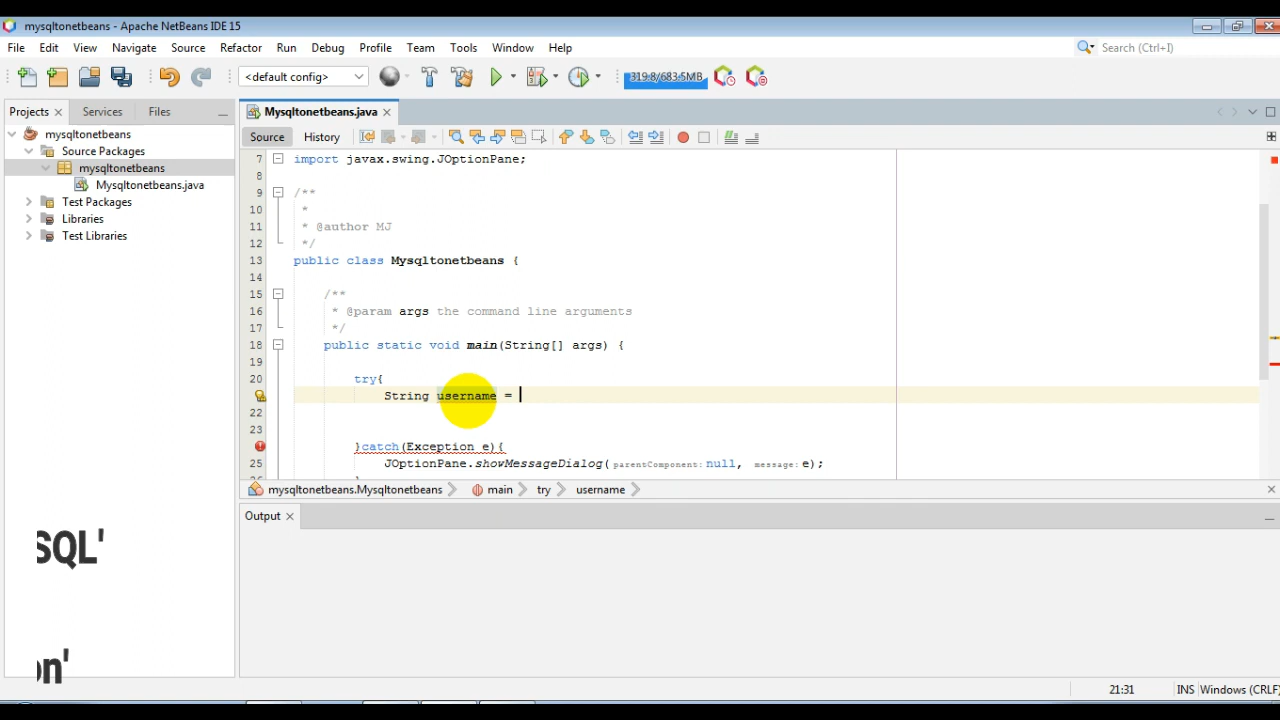 mysqltonetbeans - Apache NetBeans IDE 15
File Edit View Navigate Source Refactor Run Debug Profile Team Tools Window Help
Search (Ctrl+I)
<default config>
319.8/683.5MB
Projects Services Files
Mysqltonetbeans.java
mysqltonetbeans
Source Packages
mysqltonetbeans
Mysqltonetbeans.java
Test Packages
Libraries
Test Libraries
Source History
7 import javax.swing.JOptionPane;
8
9 /**
10 *
11 * @author MJ
12 */
13 public class Mysqltonetbeans {
14
15 /**
16 * @param args the command line arguments
17 */
18 public static void main(String[] args) {
19
20 try{
String username =
22
23
}catch(Exception e){
25 JOptionPane.showMessageDialog(parentComponent: null, message: e);
mysqltonetbeans.Mysqltonetbeans main try username
Output
SQL'
on'
21:31 INS Windows (CRLF)